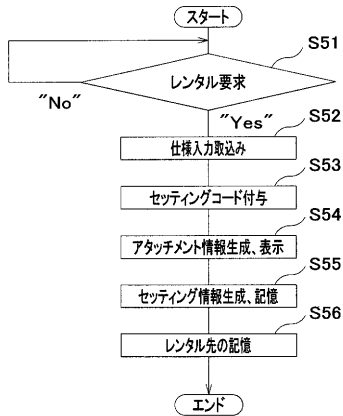 スタート
S51
レンタル要求
"No"
"Yes"
S52
仕様入力取込み
S53
セッティングコード付与
S54
アタッチメント情報生成、表示
S55
セッティング情報生成、記憶
S56
レンタル先の記憶
エンド